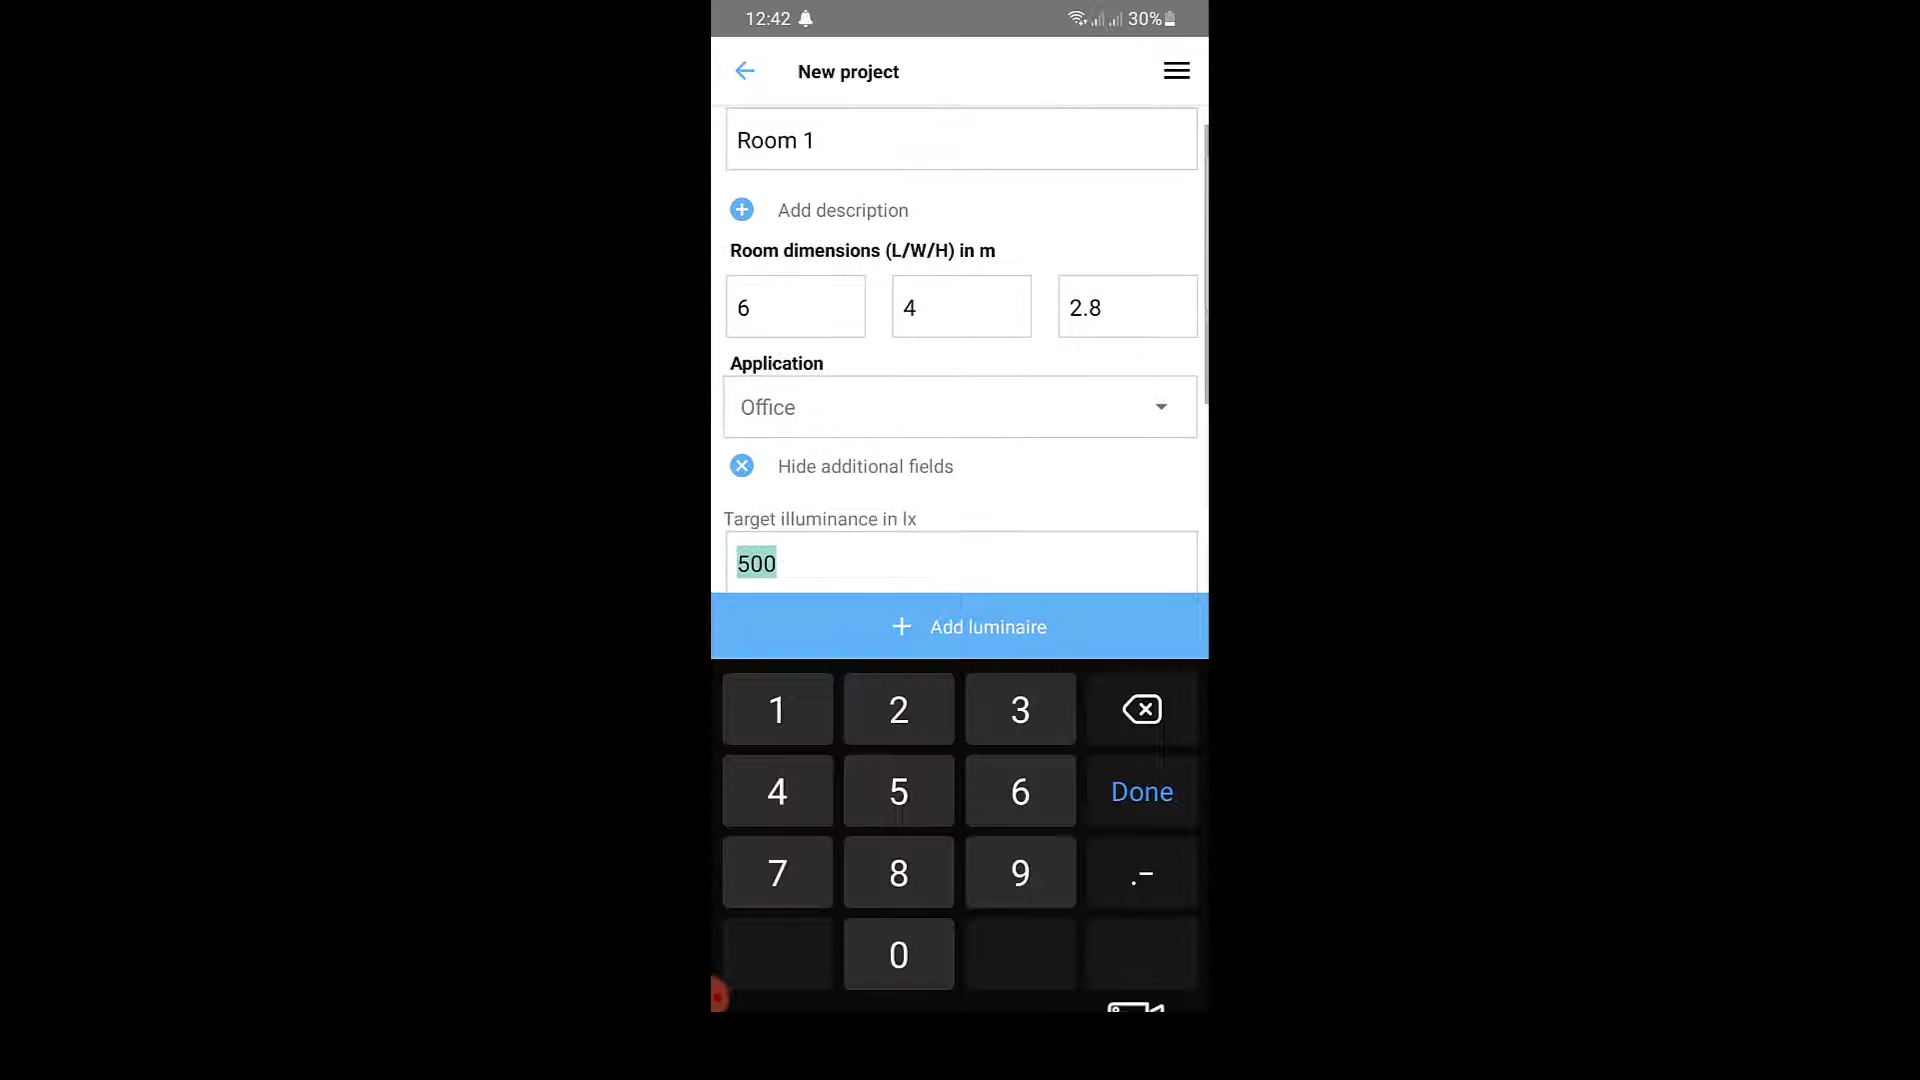 12:42 30%
New project
Room 1
Add description
Room dimensions (L/W/H) in m
6 4 2.8
Application
Office
Hide additional fields
Target illuminance in lx
500
+ Add luminaire
1 2 3
4 5 6 Done
7 8 9 .-
0